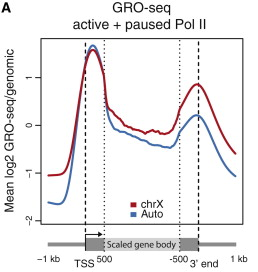 A
GRO-seq
active + paused Pol II
Mean log2 GRO-seq/genomic
1
0
−1
−2
chrX
Auto
Scaled gene body
−1 kb
TSS
500
-500
3' end
1 kb